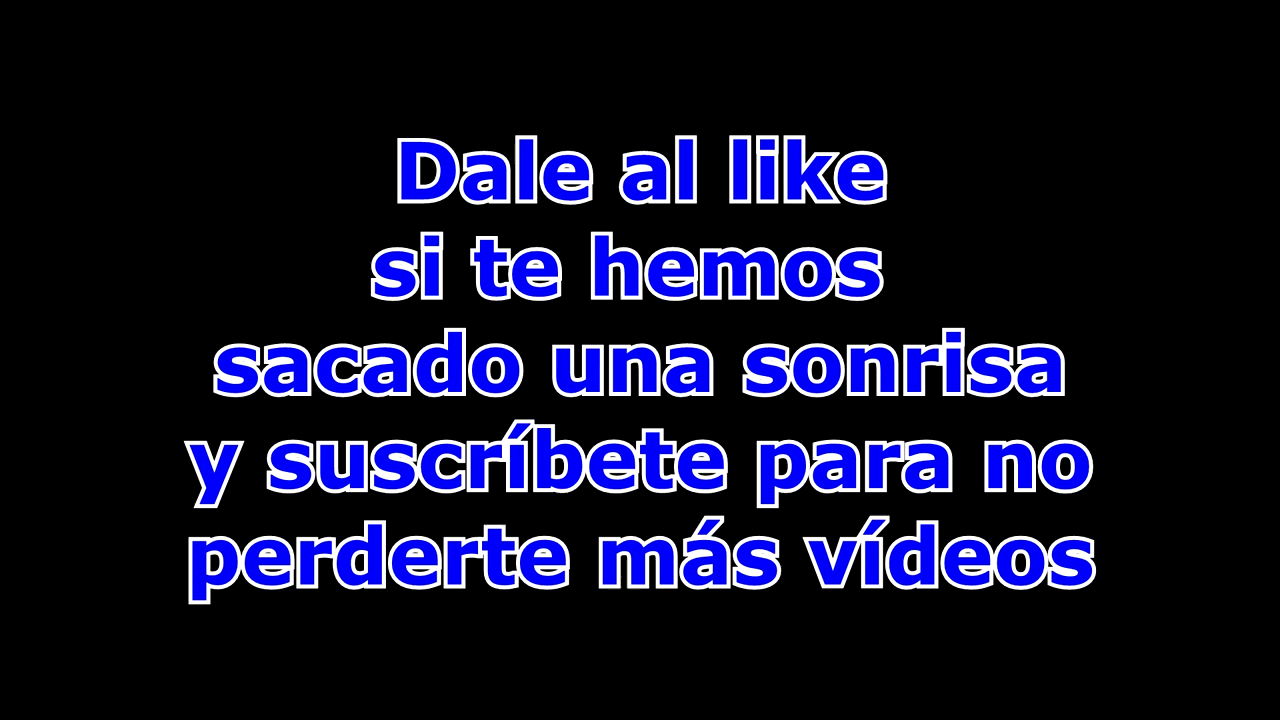 Dale al like
si te hemos
sacado una sonrisa
y suscríbete para no
perderte más vídeos